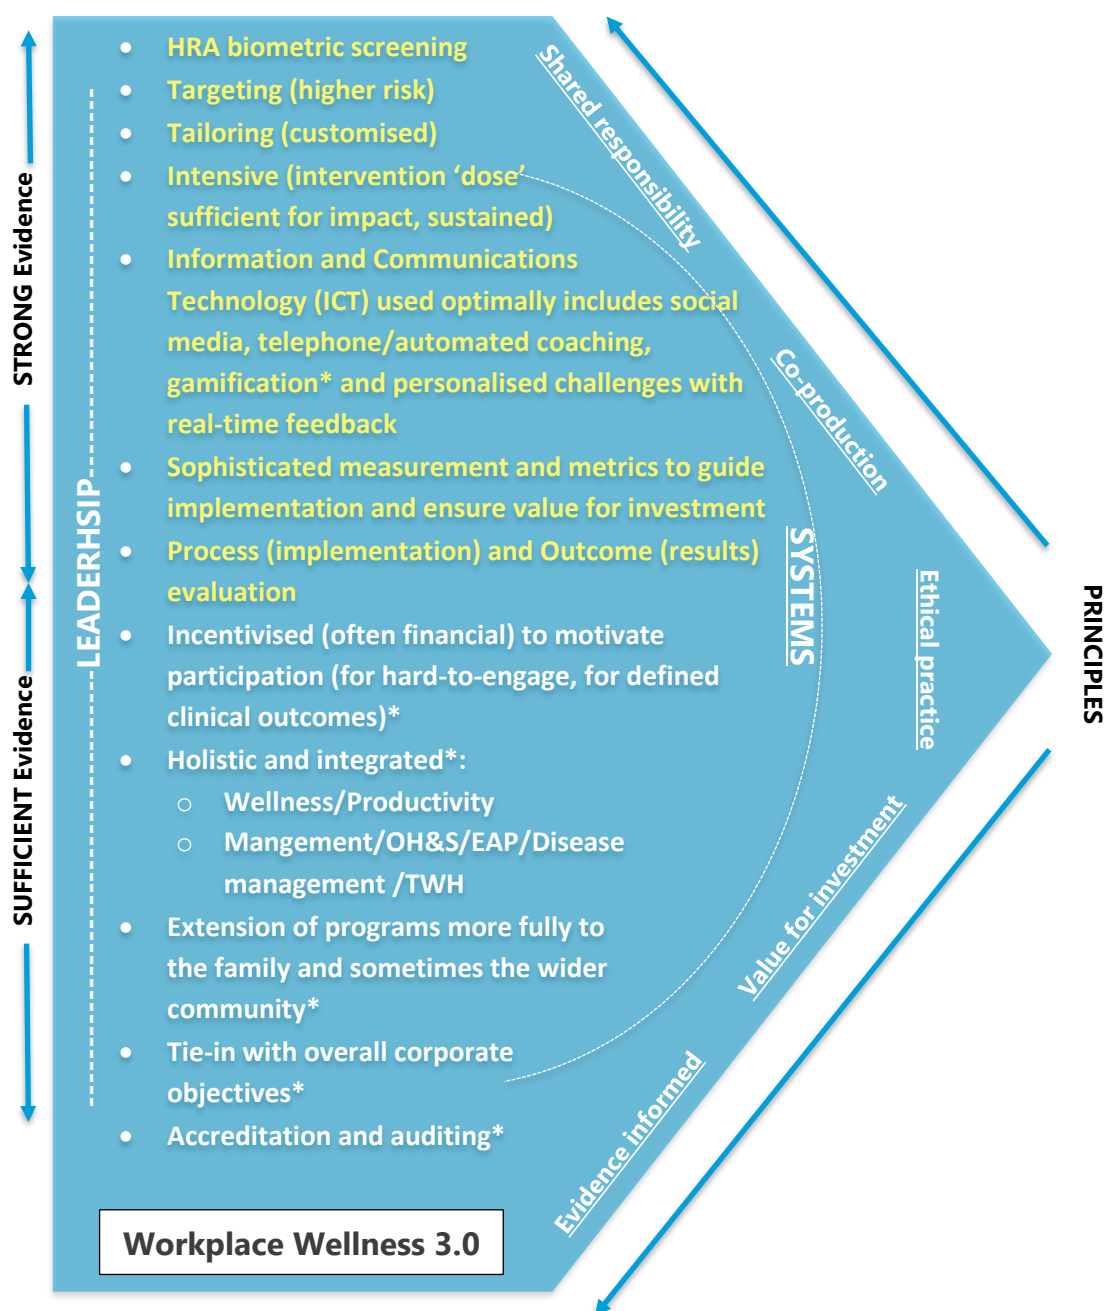 STRONG Evidence
SUFFICIENT Evidence
LEADERHSIP
• HRA biometric screening
• Targeting (higher risk)
• Tailoring (customised)
• Intensive (intervention ‘dose’
sufficient for impact, sustained)
• Information and Communications
Technology (ICT) used optimally includes social
media, telephone/automated coaching,
gamification* and personalised challenges with
real-time feedback
• Sophisticated measurement and metrics to guide
implementation and ensure value for investment
• Process (implementation) and Outcome (results)
evaluation
• Incentivised (often financial) to motivate
participation (for hard-to-engage, for defined
clinical outcomes)*
• Holistic and integrated*:
o Wellness/Productivity
o Mangement/OH&S/EAP/Disease
management /TWH
• Extension of programs more fully to
the family and sometimes the wider
community*
• Tie-in with overall corporate
objectives*
• Accreditation and auditing*
SYSTEMS
Shared responsibility
Co-production
Ethical practice
Value for investment
Evidence informed
PRINCIPLES
Workplace Wellness 3.0